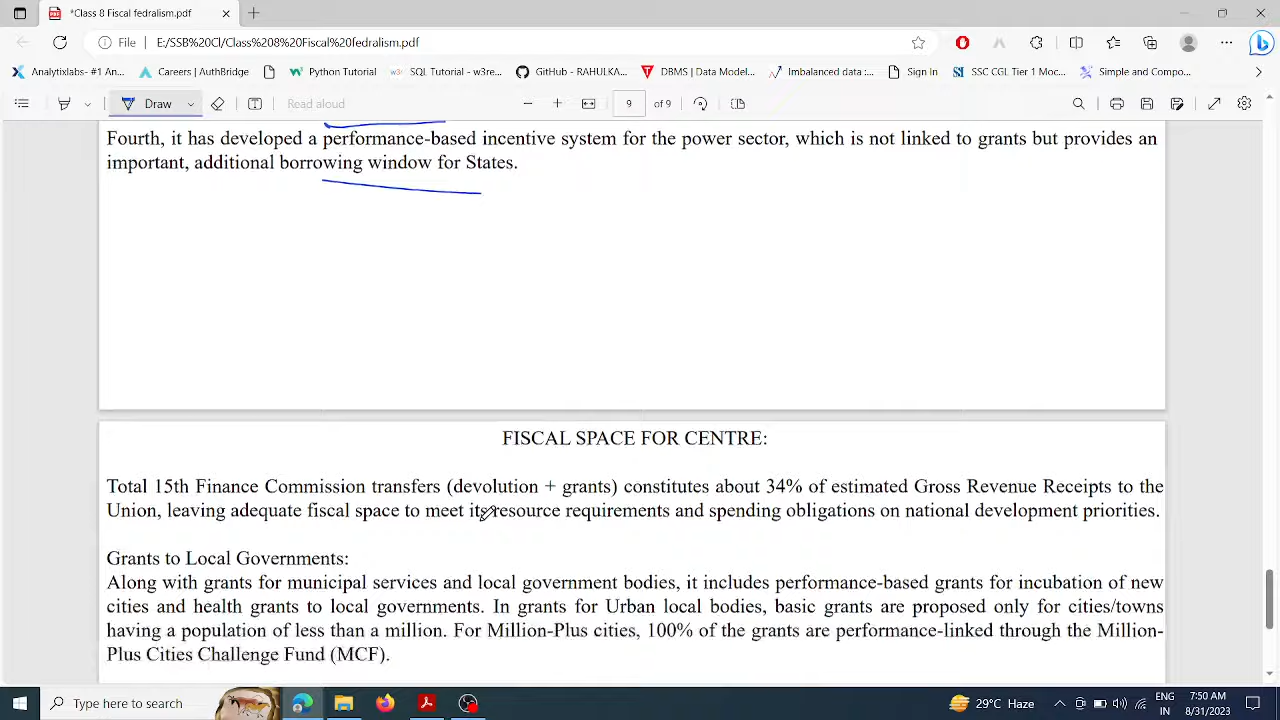 *Class 8 Fiscal fedralism.pdf
File E:/SSB%20Cl/Class%208%20Fiscal%20fedralism.pdf
Analytixlabs- #1 An... Careers | AuthBridge Python Tutorial SQL Tutorial - w3re... GitHub - RAHULKA... DBMS | Data Model... Imbalanced data : ... Sign In SSC CGL Tier 1 Moc... Simple and Compo...
Draw Read aloud 9 of 9
Fourth, it has developed a performance-based incentive system for the power sector, which is not linked to grants but provides an
important, additional borrowing window for States.
FISCAL SPACE FOR CENTRE:
Total 15th Finance Commission transfers (devolution + grants) constitutes about 34% of estimated Gross Revenue Receipts to the
Union, leaving adequate fiscal space to meet its resource requirements and spending obligations on national development priorities.
Grants to Local Governments:
Along with grants for municipal services and local government bodies, it includes performance-based grants for incubation of new
cities and health grants to local governments. In grants for Urban local bodies, basic grants are proposed only for cities/towns
having a population of less than a million. For Million-Plus cities, 100% of the grants are performance-linked through the Million-
Plus Cities Challenge Fund (MCF).
Type here to search 29°C Haze ENG 7:50 AM
IN 8/31/2023